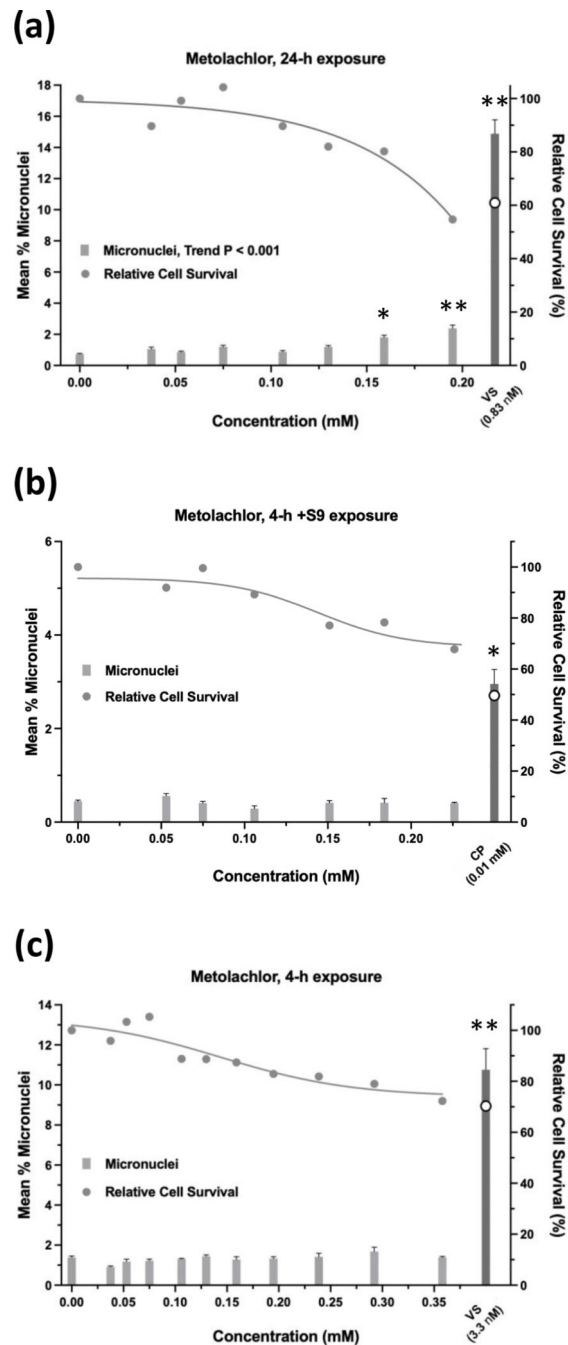 (a)
Metolachlor, 24-h exposure
18
16
14
12
10
8
6
4
2
0
Mean % Micronuclei
100
80
60
40
20
0
Relative Cell Survival (%)
**
Micronuclei, Trend P < 0.001
Relative Cell Survival
*
**
0.00
0.05
0.10
0.15
0.20
VS
(0.83 nM)
Concentration (mM)
(b)
Metolachlor, 4-h +S9 exposure
6
4
2
0
Mean % Micronuclei
100
80
60
40
20
0
Relative Cell Survival (%)
*
Micronuclei
Relative Cell Survival
0.00
0.05
0.10
0.15
0.20
CP
(0.01 mM)
Concentration (mM)
(c)
Metolachlor, 4-h exposure
14
12
10
8
6
4
2
0
Mean % Micronuclei
100
80
60
40
20
0
Relative Cell Survival (%)
**
Micronuclei
Relative Cell Survival
0.00
0.05
0.10
0.15
0.20
0.25
0.30
0.35
VS
(3.3 nM)
Concentration (mM)